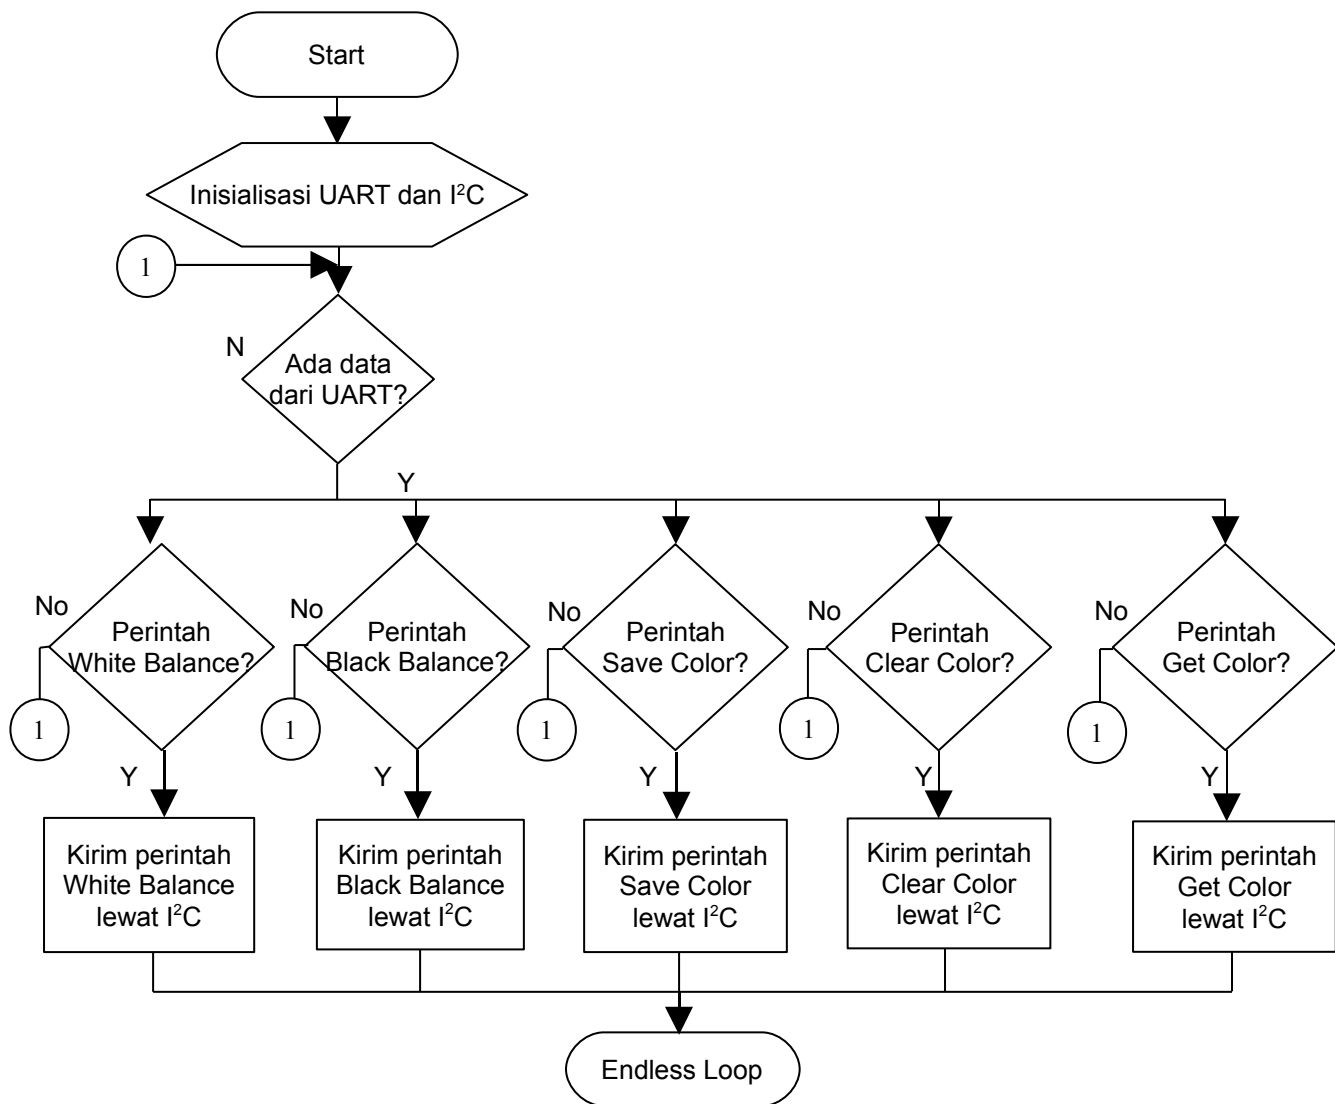 Start
Inisialisasi UART dan I²C
1
N
Ada data
dari UART?
Y
No
Perintah
White Balance?
1
Y
No
Perintah
Black Balance?
1
Y
No
Perintah
Save Color?
1
Y
No
Perintah
Clear Color?
1
Y
No
Perintah
Get Color?
1
Y
Kirim perintah
White Balance
lewat I²C
Kirim perintah
Black Balance
lewat I²C
Kirim perintah
Save Color
lewat I²C
Kirim perintah
Clear Color
lewat I²C
Kirim perintah
Get Color
lewat I²C
Endless Loop